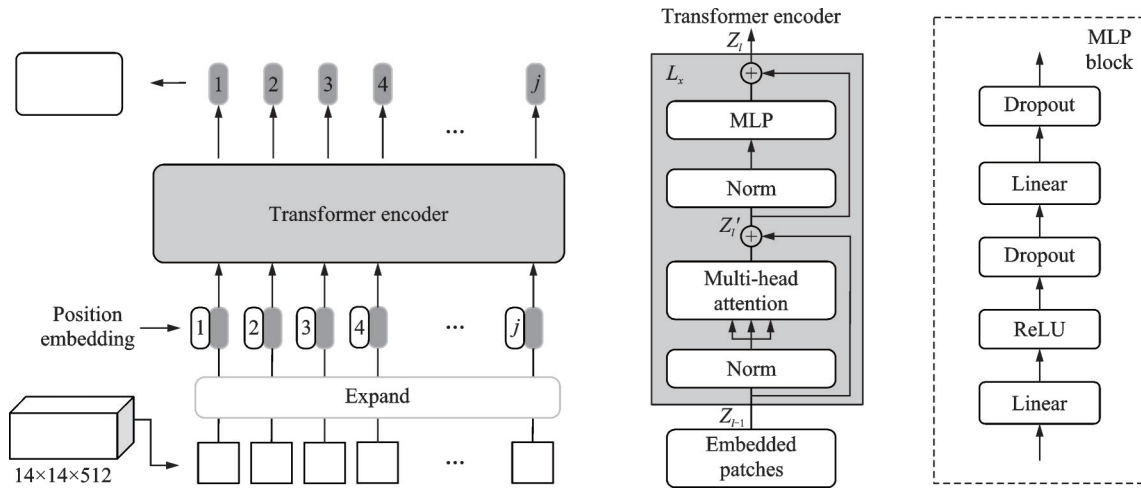 1
2
3
4
...
j
Transformer encoder
Position
embedding
1
2
3
4
...
j
Expand
14×14×512
...
Transformer encoder
Z_l
L_x
+
MLP
Norm
Z_l'
+
Multi-head
attention
Norm
Z_{l−1}
Embedded
patches
MLP
block
Dropout
Linear
Dropout
ReLU
Linear